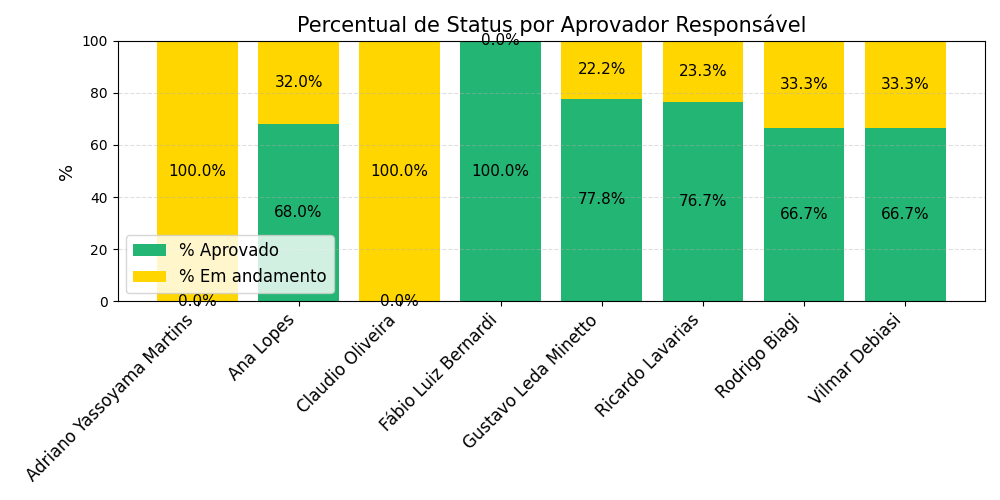 Percentual de Status por Aprovador Responsável
%
100
80
60
40
20
0
0.0%
32.0%
22.2%
23.3%
33.3%
33.3%
100.0%
68.0%
100.0%
100.0%
77.8%
76.7%
66.7%
66.7%
0.0%
0.0%
% Aprovado
% Em andamento
Adriano Yassoyama Martins
Ana Lopes
Claudio Oliveira
Fábio Luiz Bernardi
Gustavo Leda Minetto
Ricardo Lavarias
Rodrigo Biagi
Vilmar Debiasi